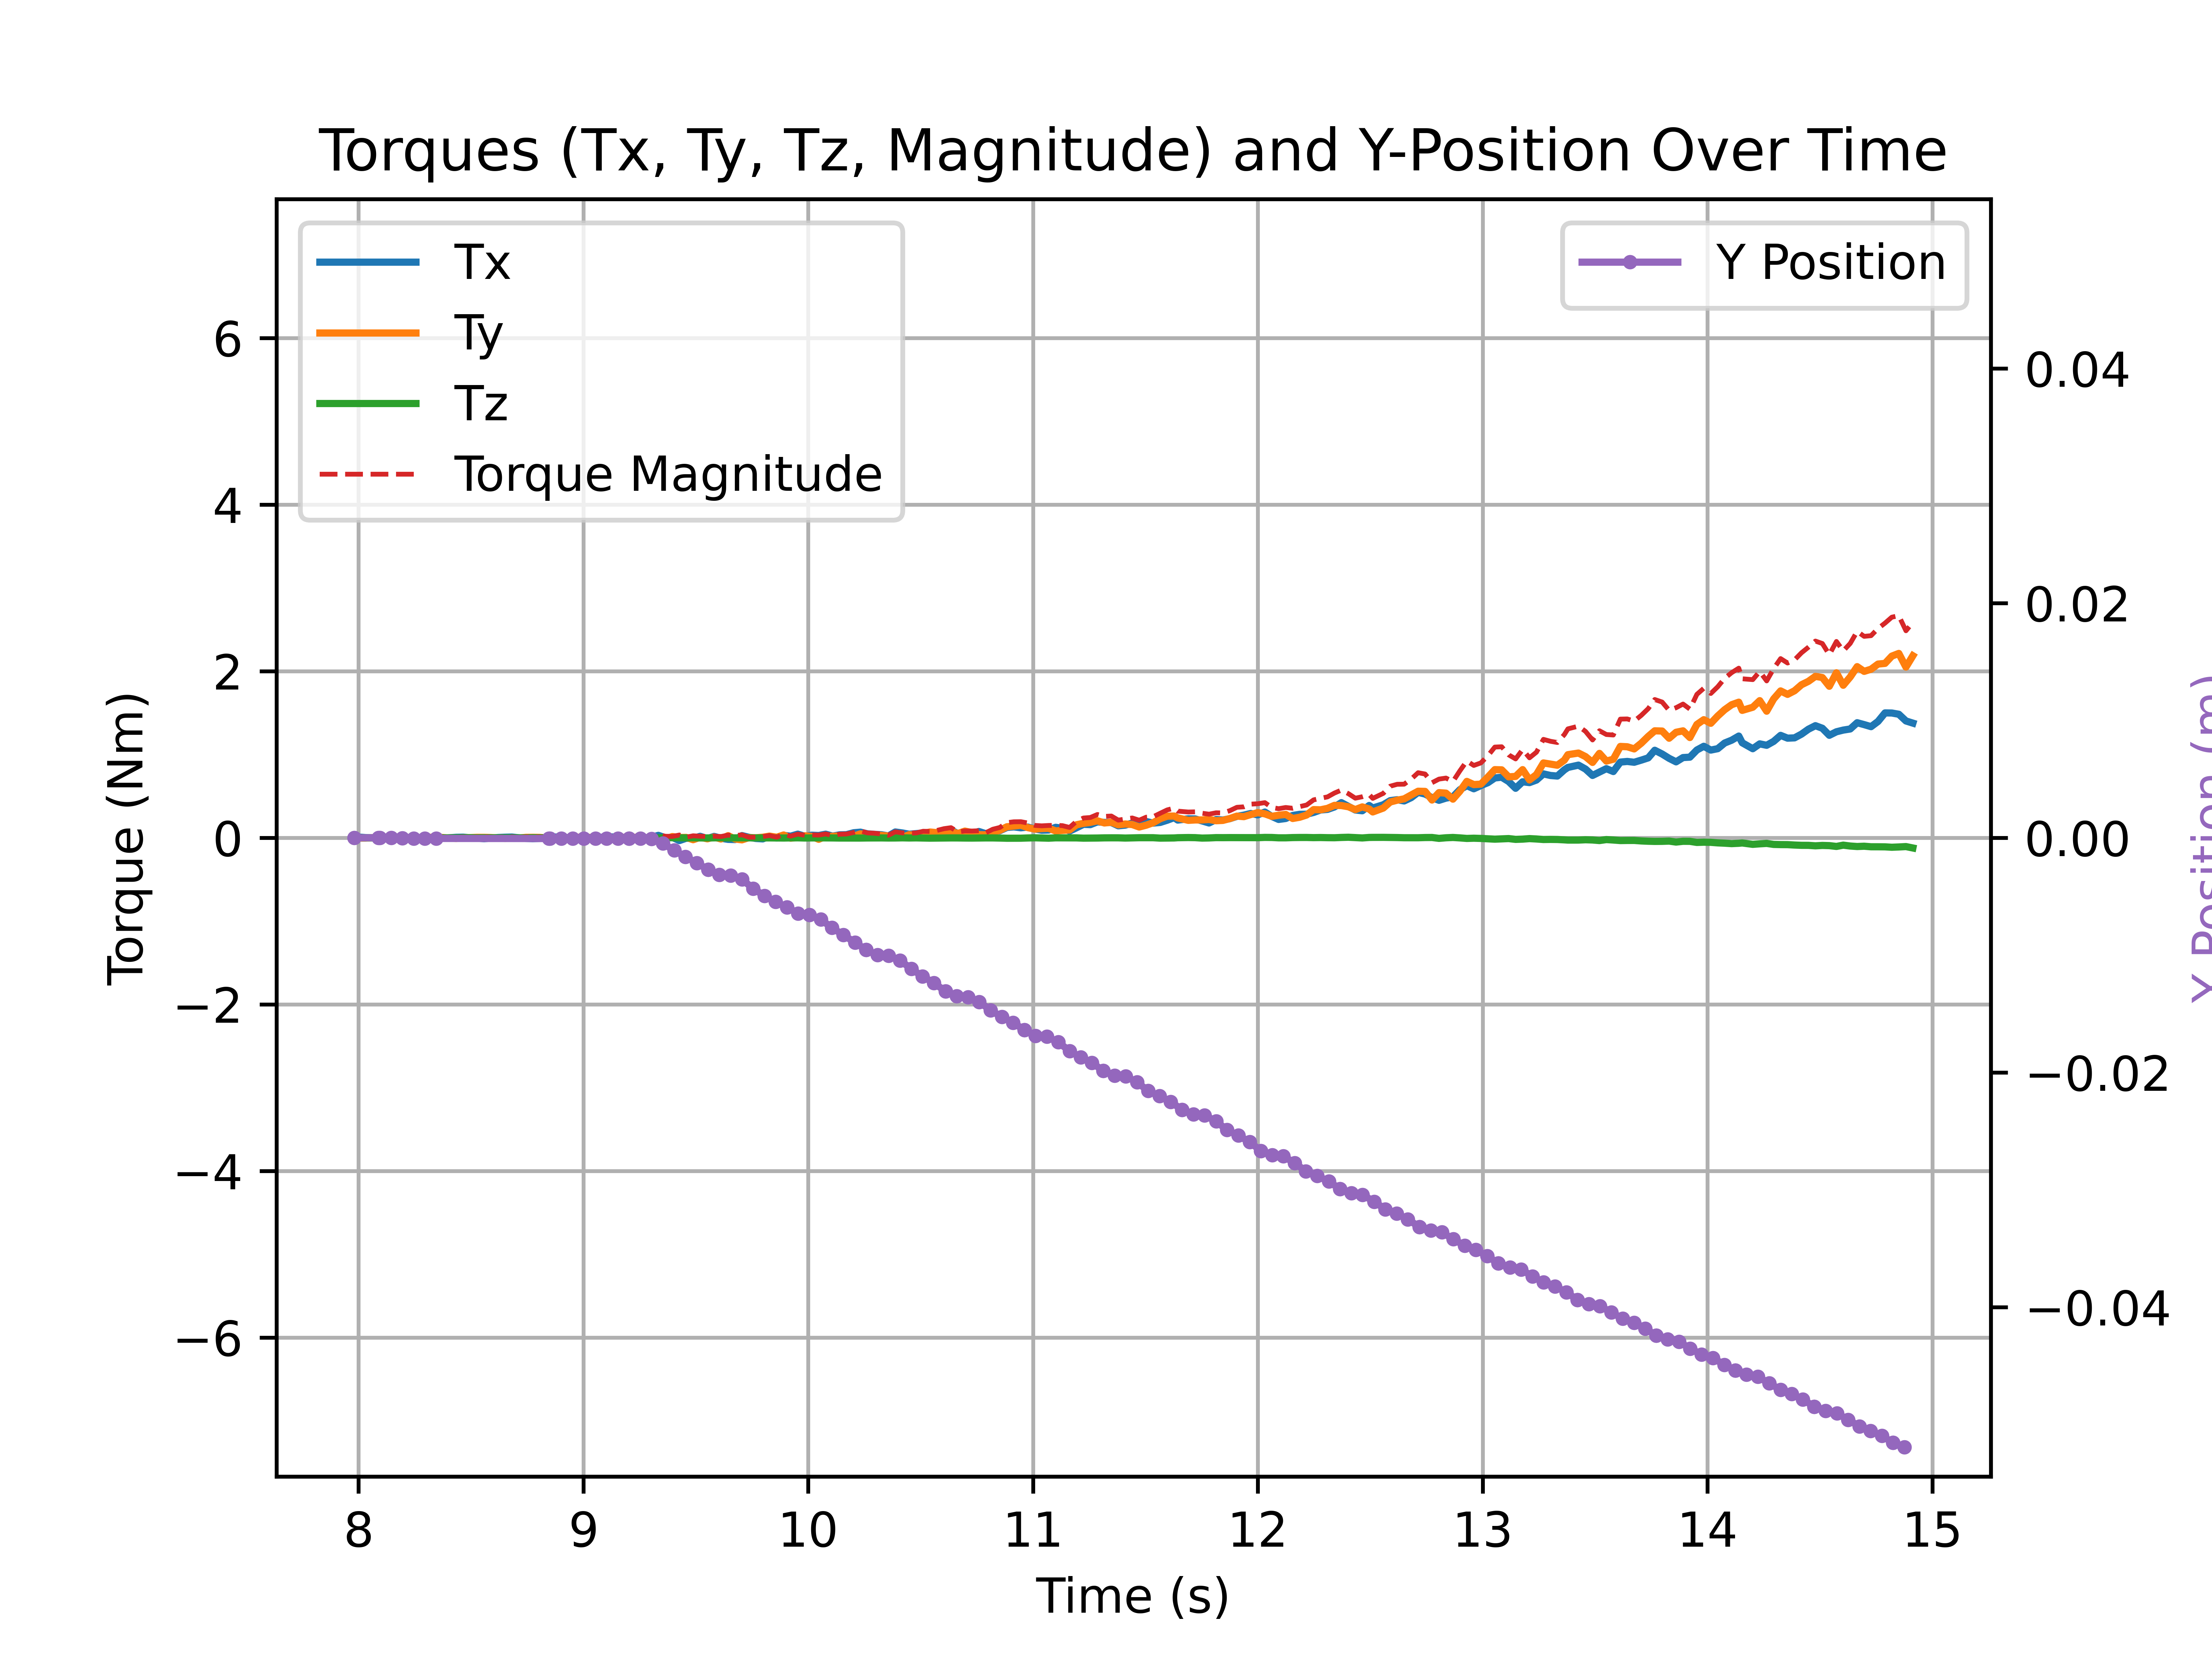 Torques (Tx, Ty, Tz, Magnitude) and Y-Position Over Time
Tx
Ty
Tz
Torque Magnitude
Y Position
6
4
2
0
−2
−4
−6
Torque (Nm)
0.04
0.02
0.00
−0.02
−0.04
Y Position (m)
8 9 10 11 12 13 14 15
Time (s)